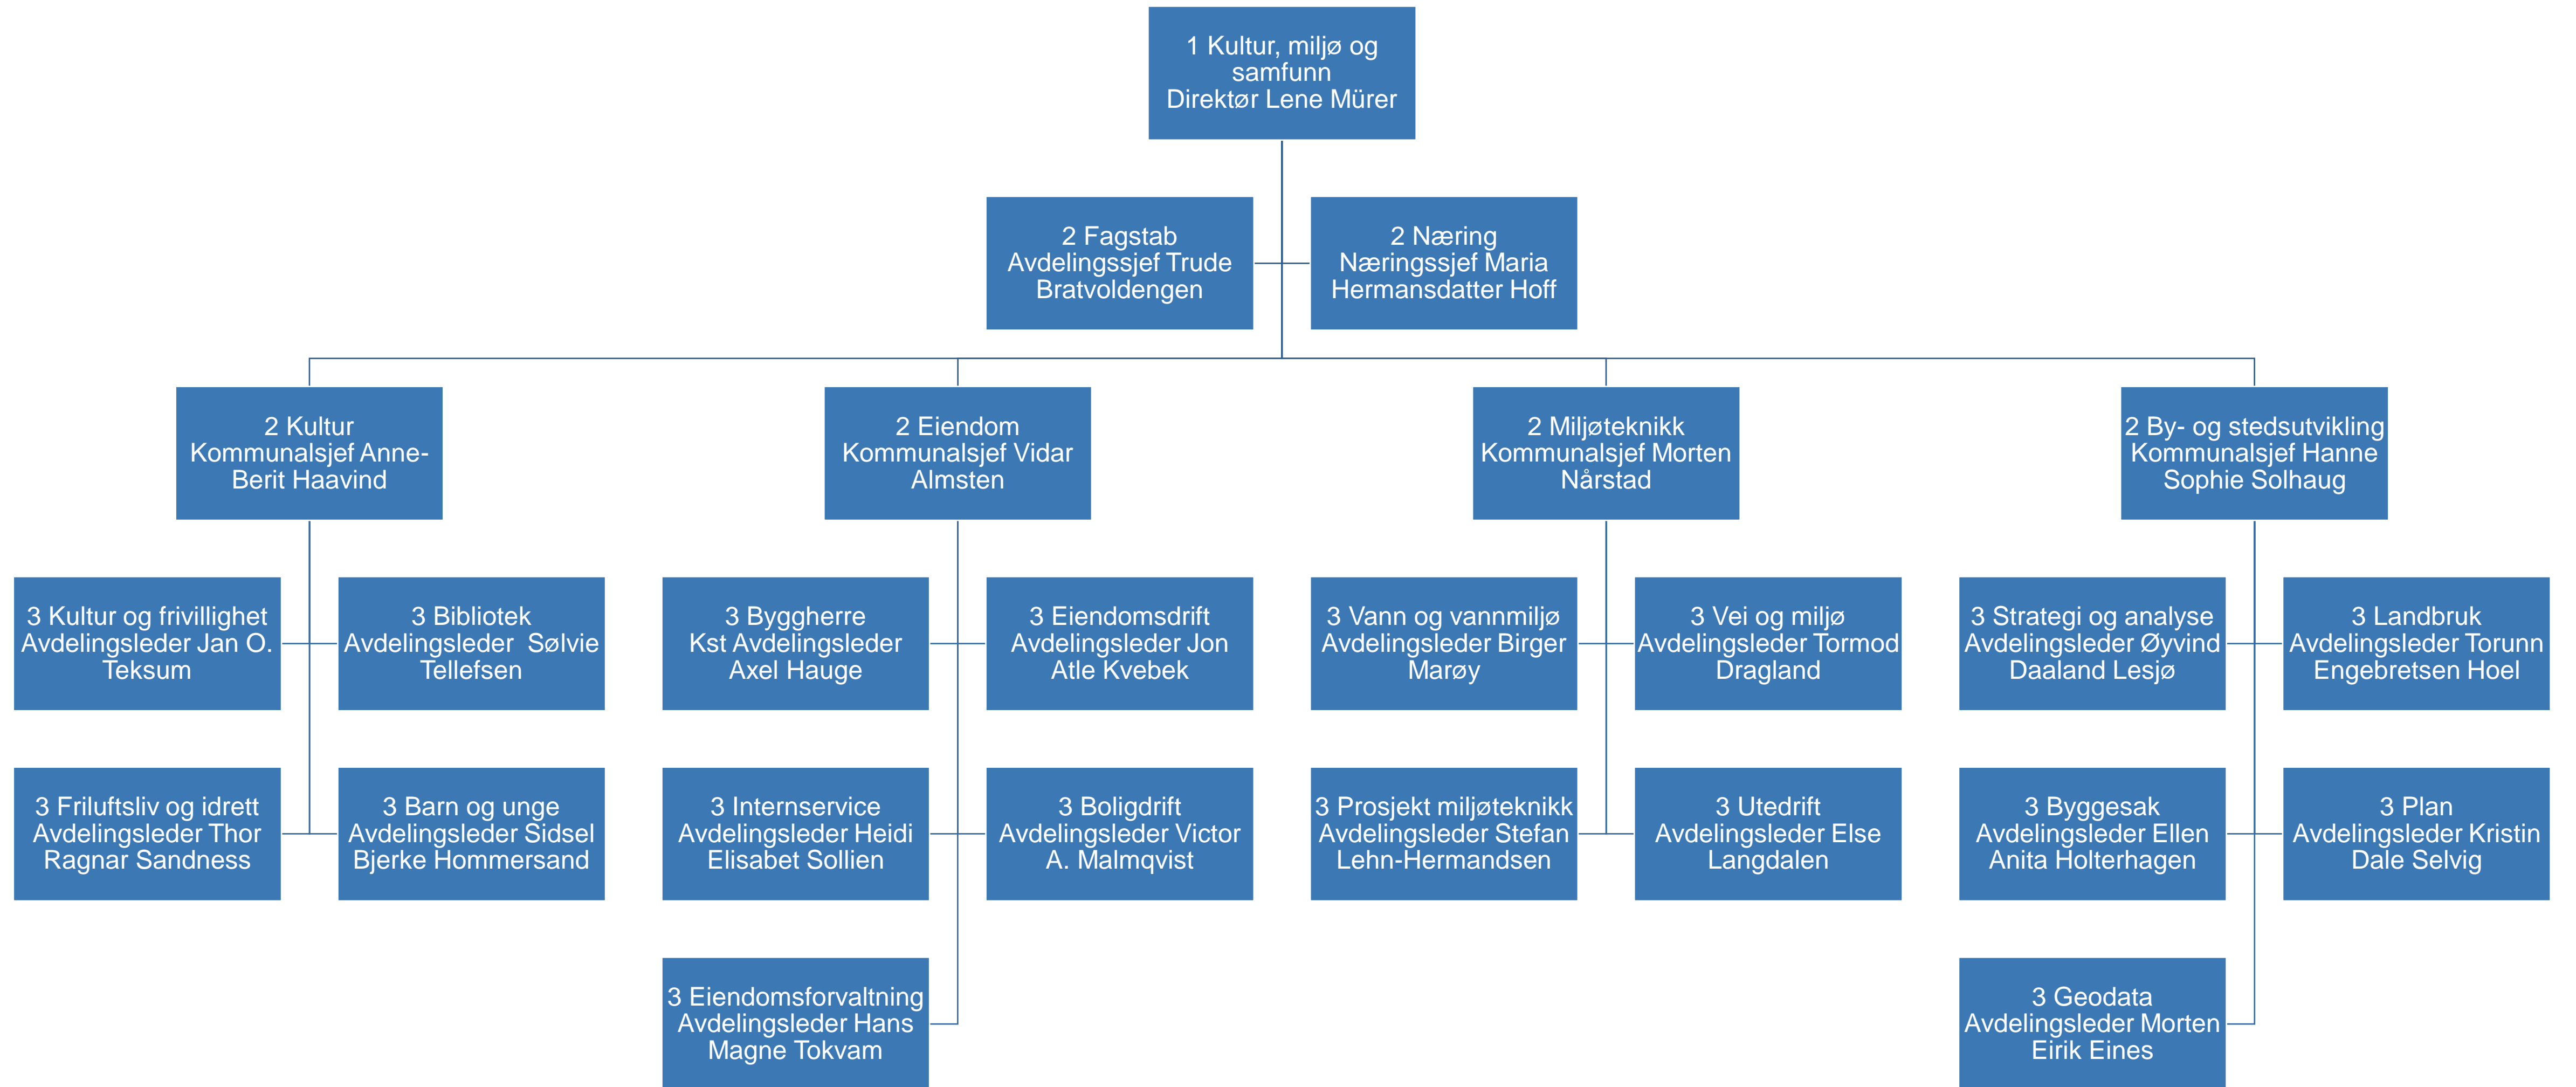 1 Kultur, miljø og
samfunn
Direktør Lene Mürer
2 Fagstab
Avdelingssjef Trude
Bratvoldengen
2 Næring
Næringssjef Maria
Hermansdatter Hoff
2 Kultur
Kommunalsjef Anne-
Berit Haavind
2 Eiendom
Kommunalsjef Vidar
Almsten
2 Miljøteknikk
Kommunalsjef Morten
Nårstad
2 By- og stedsutvikling
Kommunalsjef Hanne
Sophie Solhaug
3 Kultur og frivillighet
Avdelingsleder Jan O.
Teksum
3 Bibliotek
Avdelingsleder  Sølvie
Tellefsen
3 Byggherre
Kst Avdelingsleder
Axel Hauge
3 Eiendomsdrift
Avdelingsleder Jon
Atle Kvebek
3 Vann og vannmiljø
Avdelingsleder Birger
Marøy
3 Vei og miljø
Avdelingsleder Tormod
Dragland
3 Strategi og analyse
Avdelingsleder Øyvind
Daaland Lesjø
3 Landbruk
Avdelingsleder Torunn
Engebretsen Hoel
3 Friluftsliv og idrett
Avdelingsleder Thor
Ragnar Sandness
3 Barn og unge
Avdelingsleder Sidsel
Bjerke Hommersand
3 Internservice
Avdelingsleder Heidi
Elisabet Sollien
3 Boligdrift
Avdelingsleder Victor
A. Malmqvist
3 Prosjekt miljøteknikk
Avdelingsleder Stefan
Lehn-Hermandsen
3 Utedrift
Avdelingsleder Else
Langdalen
3 Byggesak
Avdelingsleder Ellen
Anita Holterhagen
3 Plan
Avdelingsleder Kristin
Dale Selvig
3 Eiendomsforvaltning
Avdelingsleder Hans
Magne Tokvam
3 Geodata
Avdelingsleder Morten
Eirik Eines